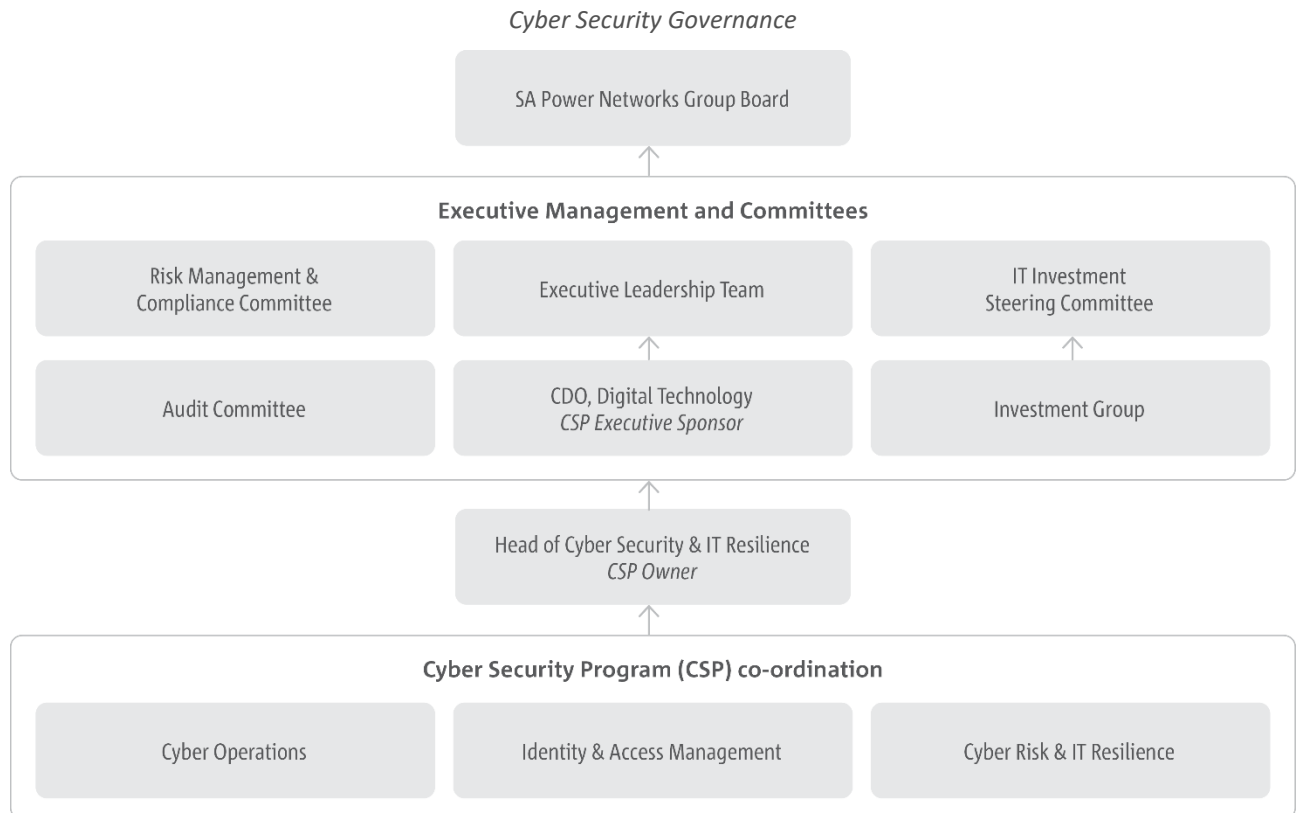 Cyber Security Governance
SA Power Networks Group Board
Executive Management and Committees
Risk Management &
Compliance Committee
Executive Leadership Team
IT Investment
Steering Committee
Audit Committee
CDO, Digital Technology
CSP Executive Sponsor
Investment Group
Head of Cyber Security & IT Resilience
CSP Owner
Cyber Security Program (CSP) co-ordination
Cyber Operations
Identity & Access Management
Cyber Risk & IT Resilience